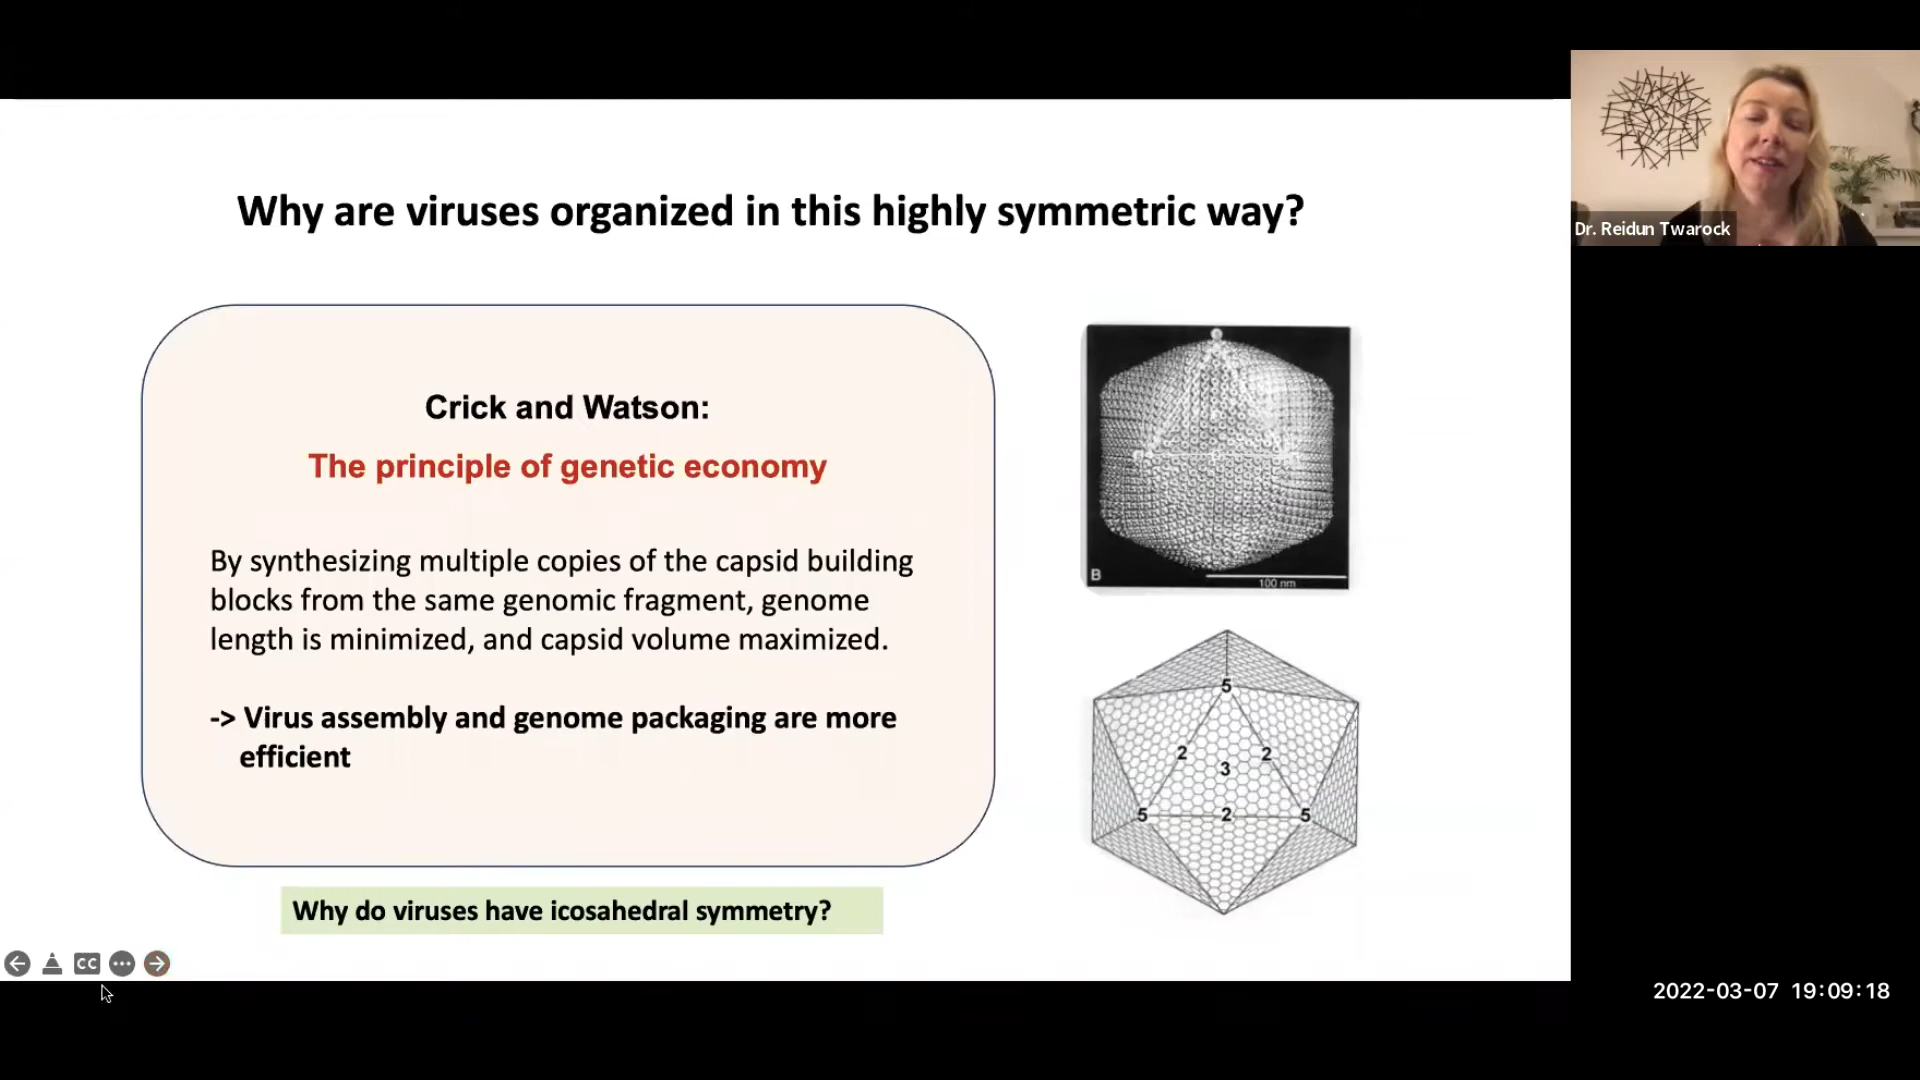 Why are viruses organized in this highly symmetric way?
Dr. Reidun Twarock
Crick and Watson:
The principle of genetic economy
By synthesizing multiple copies of the capsid building
blocks from the same genomic fragment, genome
length is minimized, and capsid volume maximized.
-> Virus assembly and genome packaging are more
efficient
Why do viruses have icosahedral symmetry?
B
100 nm
5
2 2
3
5 2 5
CC
2022-03-07 19:09:18